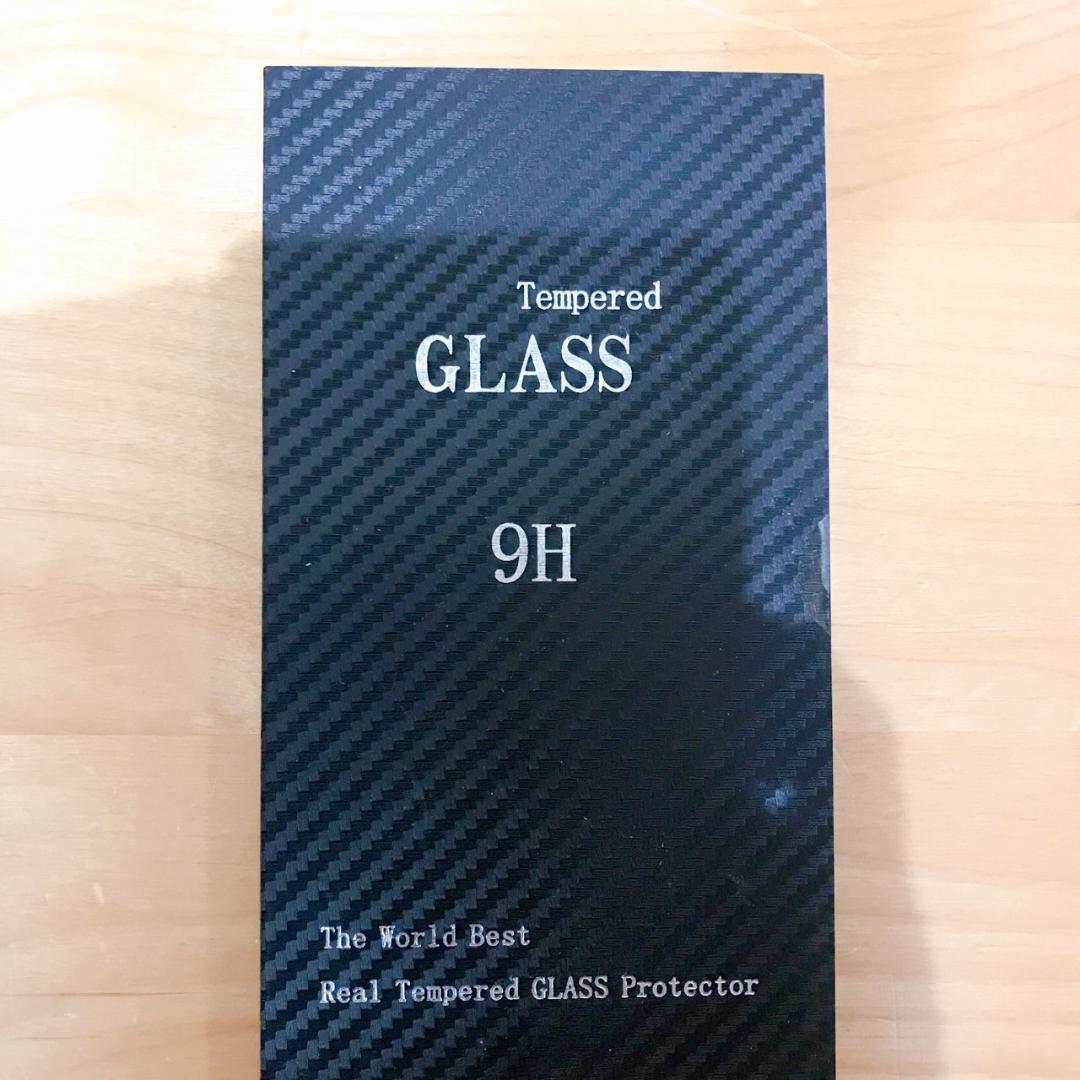 Tempered
GLASS
9H
The World Best
Real Tempered GLASS Protector